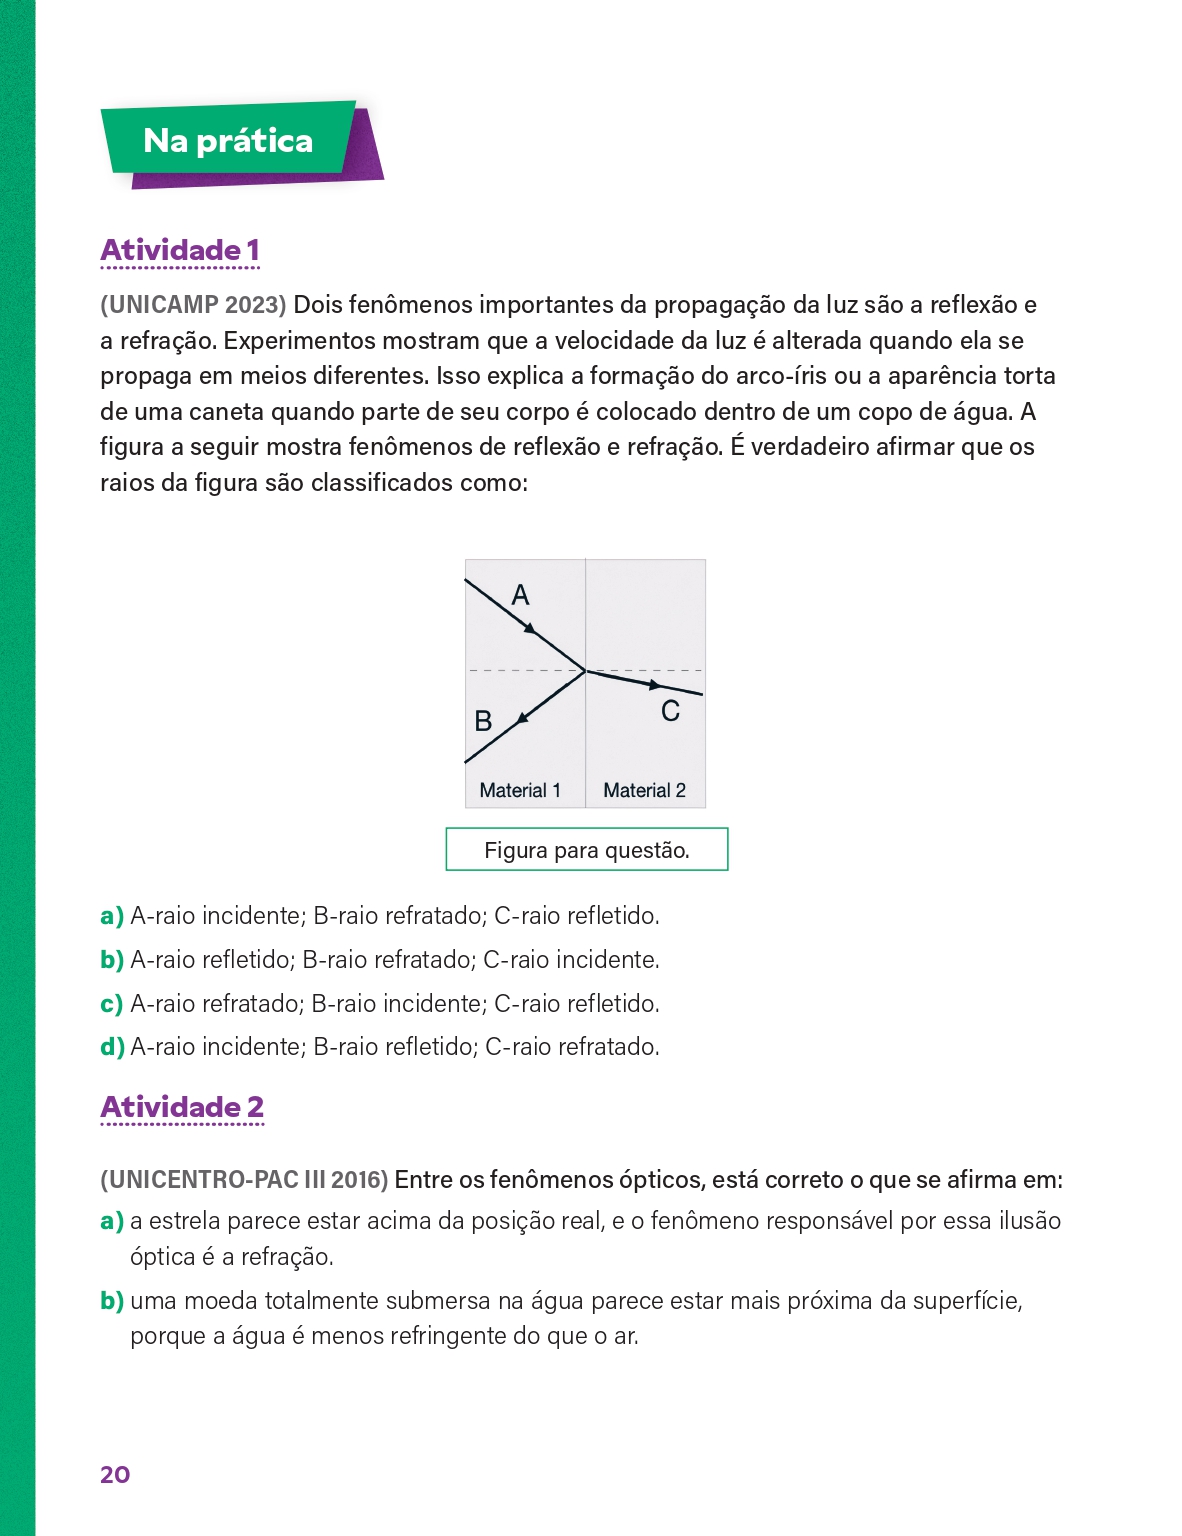 Na prática
Atividade 1
(UNICAMP 2023) Dois fenômenos importantes da propagação da luz são a reflexão e
a refração. Experimentos mostram que a velocidade da luz é alterada quando ela se
propaga em meios diferentes. Isso explica a formação do arco-íris ou a aparência torta
de uma caneta quando parte de seu corpo é colocado dentro de um copo de água. A
figura a seguir mostra fenômenos de reflexão e refração. É verdadeiro afirmar que os
raios da figura são classificados como:
A
B
C
Material 1
Material 2
Figura para questão.
a) A-raio incidente; B-raio refratado; C-raio refletido.
b) A-raio refletido; B-raio refratado; C-raio incidente.
c) A-raio refratado; B-raio incidente; C-raio refletido.
d) A-raio incidente; B-raio refletido; C-raio refratado.
Atividade 2
(UNICENTRO-PAC III 2016) Entre os fenômenos ópticos, está correto o que se afirma em:
a) a estrela parece estar acima da posição real, e o fenômeno responsável por essa ilusão
óptica é a refração.
b) uma moeda totalmente submersa na água parece estar mais próxima da superfície,
porque a água é menos refringente do que o ar.
20